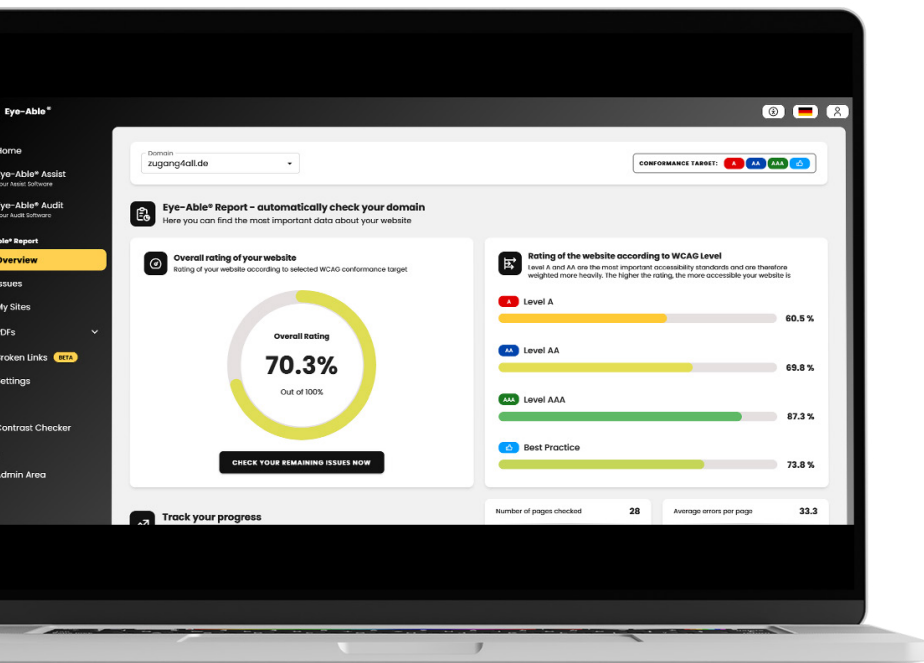 Eye-Able®
Home
Eye-Able® Assist
Your Assist Software
Eye-Able® Audit
Your Audit Software
Able® Report
Overview
Issues
My Sites
PDFs
Broken Links BETA
Settings
Contrast Checker
Admin Area
Domain
zugang4all.de
CONFORMANCE TARGET: A AA AAA
Eye-Able® Report - automatically check your domain
Here you can find the most important data about your website
Overall rating of your website
Rating of your website according to selected WCAG conformance target
Overall Rating
70.3%
Out of 100%
CHECK YOUR REMAINING ISSUES NOW
Rating of the website according to WCAG Level
Level A and AA are the most important accessibility standards and are therefore
weighted more heavily. The higher the rating, the more accessible your website is
A Level A
60.5 %
AA Level AA
69.8 %
AAA Level AAA
87.3 %
Best Practice
73.8 %
Track your progress
Number of pages checked 28
Average errors per page 33.3